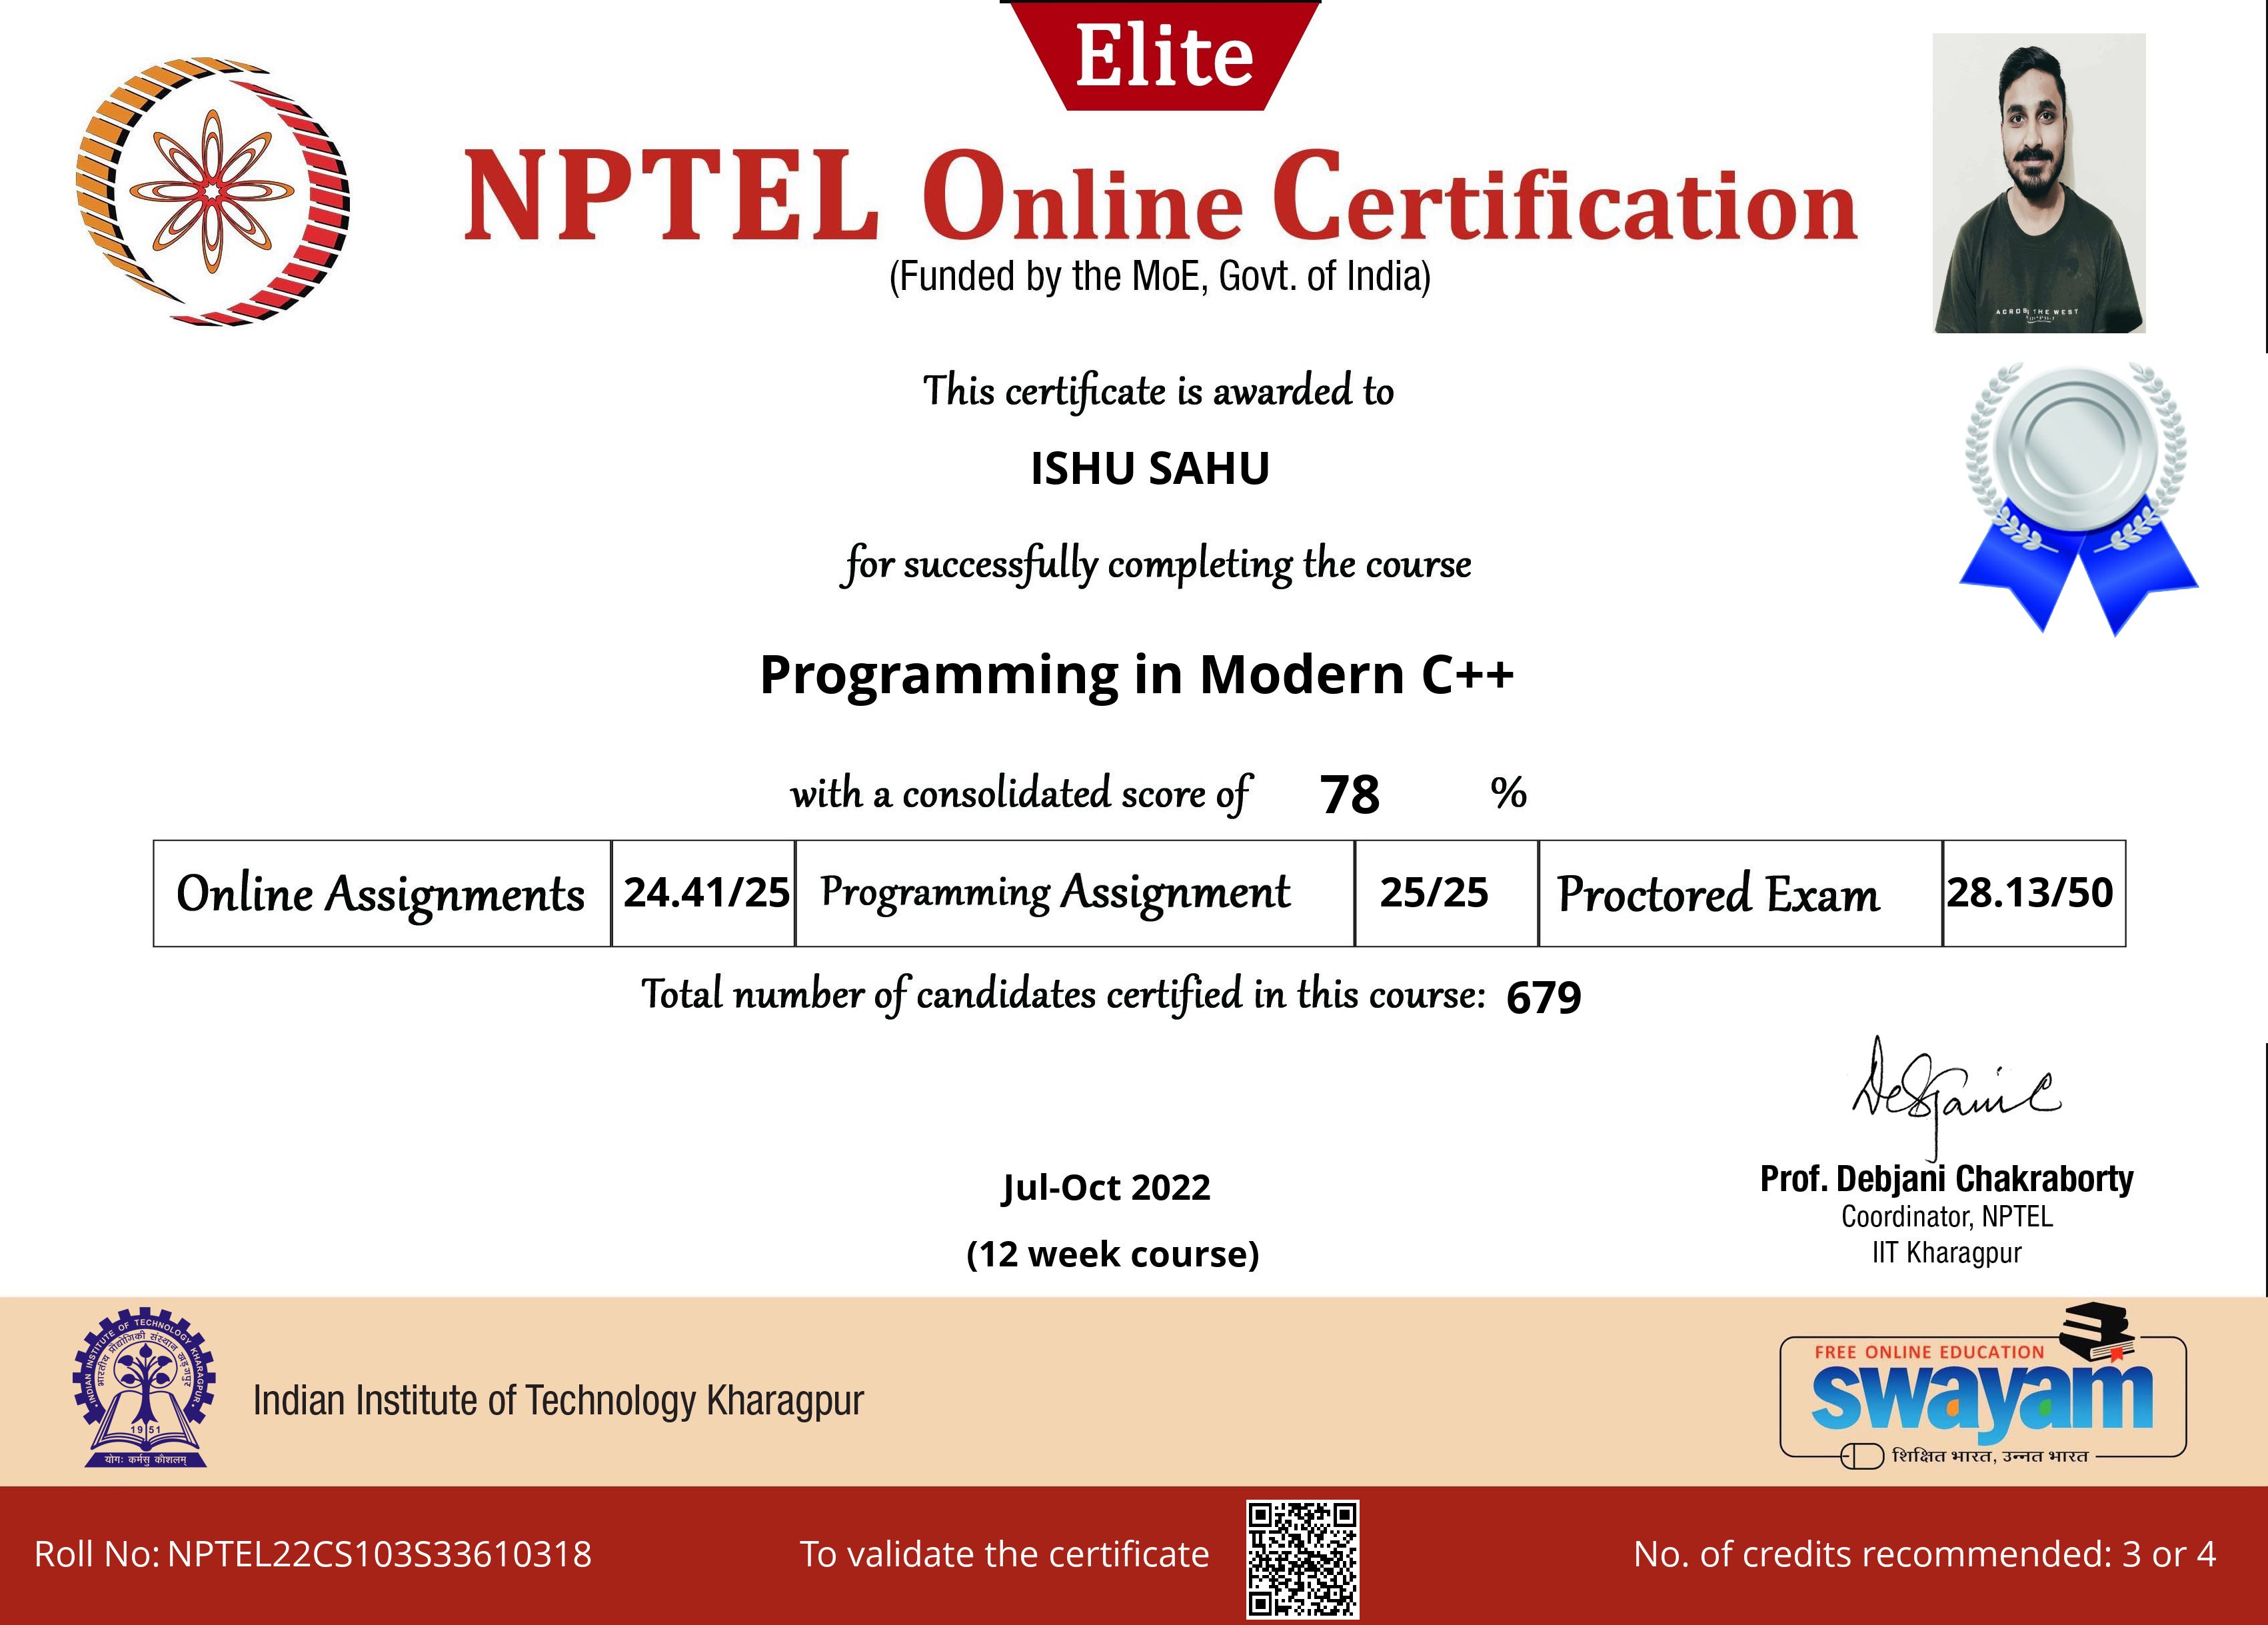 Elite
NPTEL Online Certification
(Funded by the MoE, Govt. of India)
ACROSS THE WEST
This certificate is awarded to
ISHU SAHU
for successfully completing the course
Programming in Modern C++
with a consolidated score of 78 %
Online Assignments 24.41/25 Programming Assignment 25/25 Proctored Exam 28.13/50
Total number of candidates certified in this course: 679
Jul-Oct 2022
(12 week course)
Prof. Debjani Chakraborty
Coordinator, NPTEL
IIT Kharagpur
INDIAN INSTITUTE OF TECHNOLOGY KHARAGPUR
भारतीय प्रौद्योगिकी संस्थान खड़गपुर
1951
योगः कर्मसु कौशलम्
Indian Institute of Technology Kharagpur
FREE ONLINE EDUCATION
swayam
शिक्षित भारत, उन्नत भारत
Roll No: NPTEL22CS103S33610318
To validate the certificate
No. of credits recommended: 3 or 4